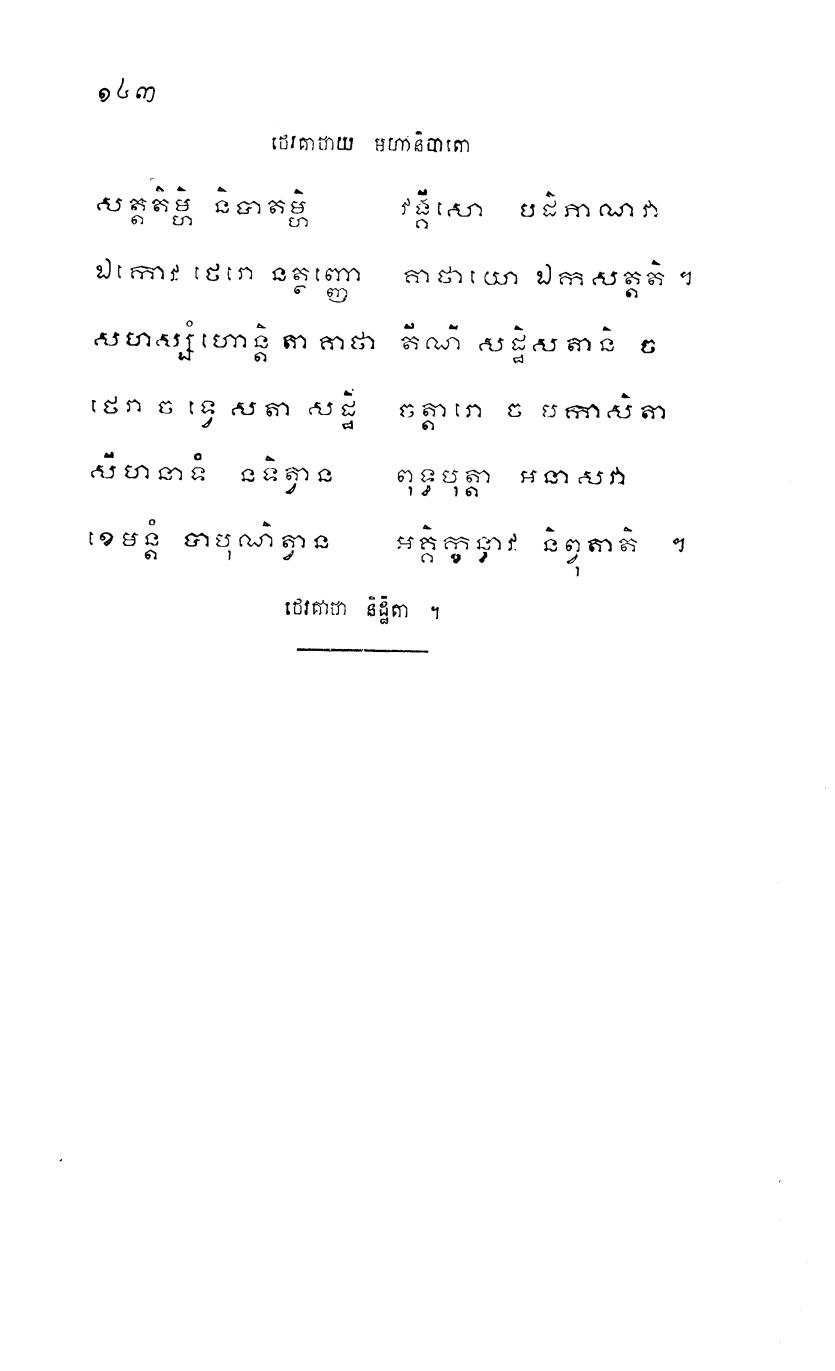 ១៤៣
ថេរគាថាយ មហានិបាតោ
សត្តតិម្ហិ និបាតម្ហិ វង្គីសោ បដិភាណវា
ឯកោវ ថេរោ នត្ថញ្ញោ គាថាយោ ឯកសត្តតិ ។
សហស្សំ ហោន្តិ តា គាថា តីណិ សដ្ឋិសតានិ ច
ថេរា ច ទ្វេ សតា សដ្ឋិ ចត្តារោ ច បកាសិតា
សីហនាទំ នទិត្វាន ពុទ្ធបុត្តា អនាសវា
ខេមន្តំ បាបុណិត្វាន អគ្គិក្ខន្ធាវ និព្វុតាតិ ។
ថេរគាថា និដ្ឋិតា ។